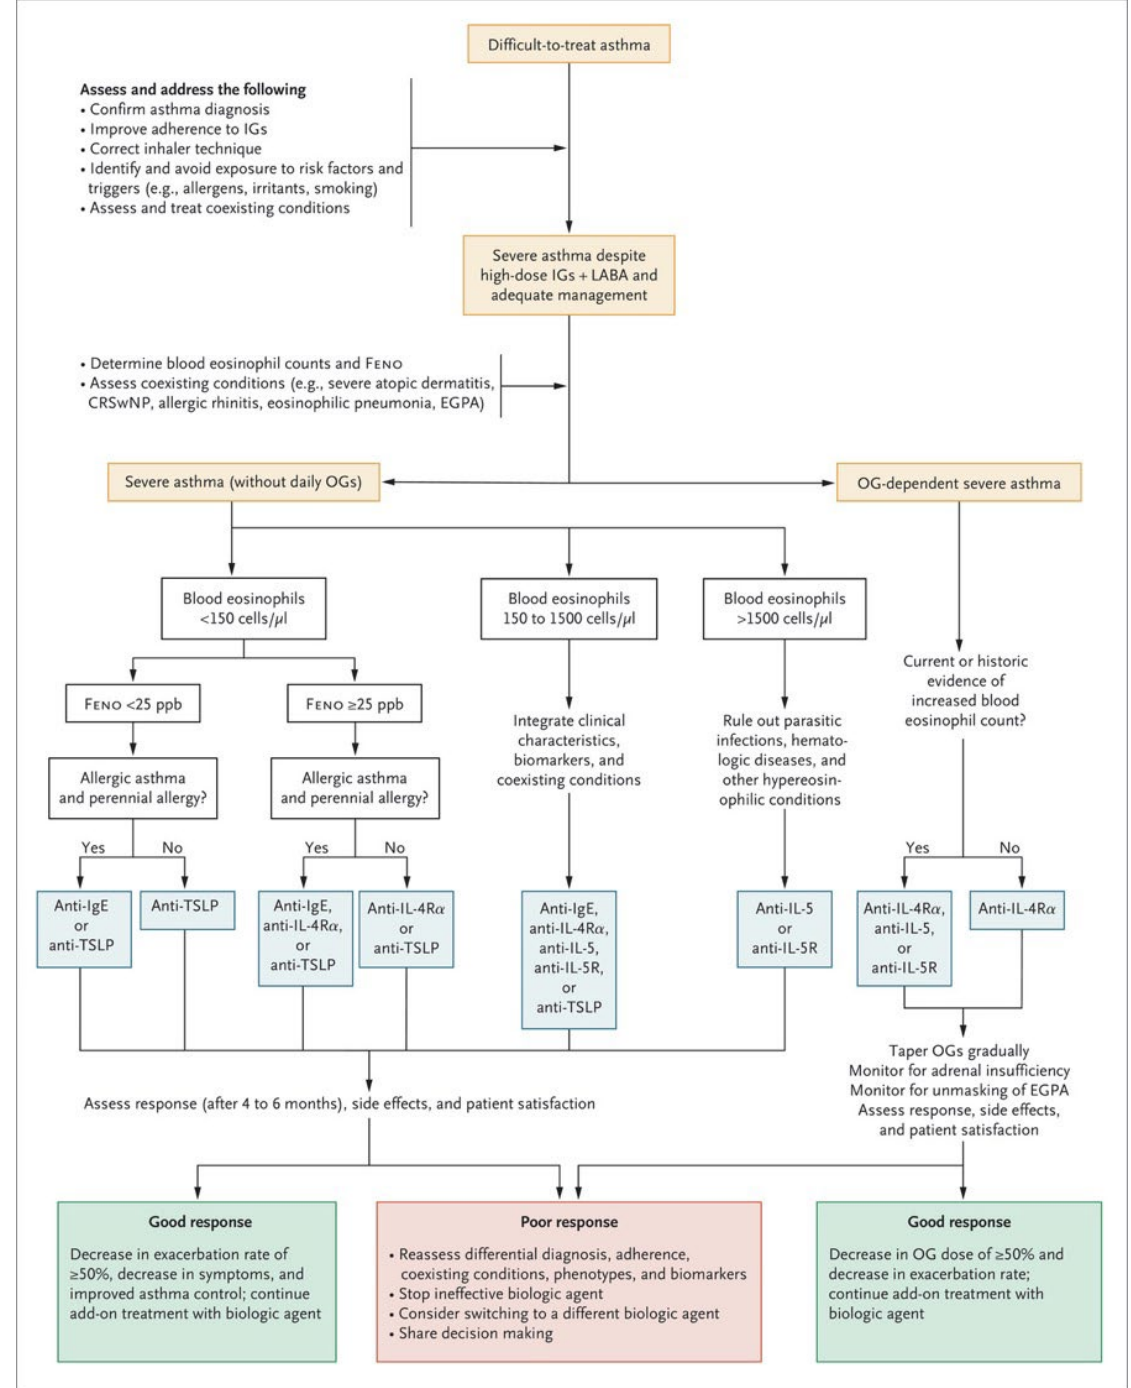 Difficult-to-treat asthma
Assess and address the following
• Confirm asthma diagnosis
• Improve adherence to IGs
• Correct inhaler technique
• Identify and avoid exposure to risk factors and
triggers (e.g., allergens, irritants, smoking)
• Assess and treat coexisting conditions
Severe asthma despite
high-dose IGs + LABA and
adequate management
• Determine blood eosinophil counts and FENO
• Assess coexisting conditions (e.g., severe atopic dermatitis,
CRSwNP, allergic rhinitis, eosinophilic pneumonia, EGPA)
Severe asthma (without daily OGs)
OG-dependent severe asthma
Blood eosinophils
<150 cells/μl
Blood eosinophils
150 to 1500 cells/μl
Blood eosinophils
>1500 cells/μl
FENO <25 ppb
FENO ≥25 ppb
Allergic asthma
and perennial allergy?
Allergic asthma
and perennial allergy?
Integrate clinical
characteristics,
biomarkers, and
coexisting conditions
Rule out parasitic
infections, hemato-
logic diseases, and
other hypereosin-
ophilic conditions
Current or historic
evidence of
increased blood
eosinophil count?
Yes
No
Yes
No
Yes
No
Anti-IgE
or
anti-TSLP
Anti-TSLP
Anti-IgE,
anti-IL-4Rα,
or
anti-TSLP
Anti-IL-4Rα
or
anti-TSLP
Anti-IgE,
anti-IL-4Rα,
anti-IL-5,
anti-IL-5R,
or
anti-TSLP
Anti-IL-5
or
anti-IL-5R
Anti-IL-4Rα,
anti-IL-5,
or
anti-IL-5R
Anti-IL-4Rα
Assess response (after 4 to 6 months), side effects, and patient satisfaction
Taper OGs gradually
Monitor for adrenal insufficiency
Monitor for unmasking of EGPA
Assess response, side effects,
and patient satisfaction
Good response
Decrease in exacerbation rate of
≥50%, decrease in symptoms, and
improved asthma control; continue
add-on treatment with biologic agent
Poor response
• Reassess differential diagnosis, adherence,
coexisting conditions, phenotypes, and biomarkers
• Stop ineffective biologic agent
• Consider switching to a different biologic agent
• Share decision making
Good response
Decrease in OG dose of ≥50% and
decrease in exacerbation rate;
continue add-on treatment with
biologic agent